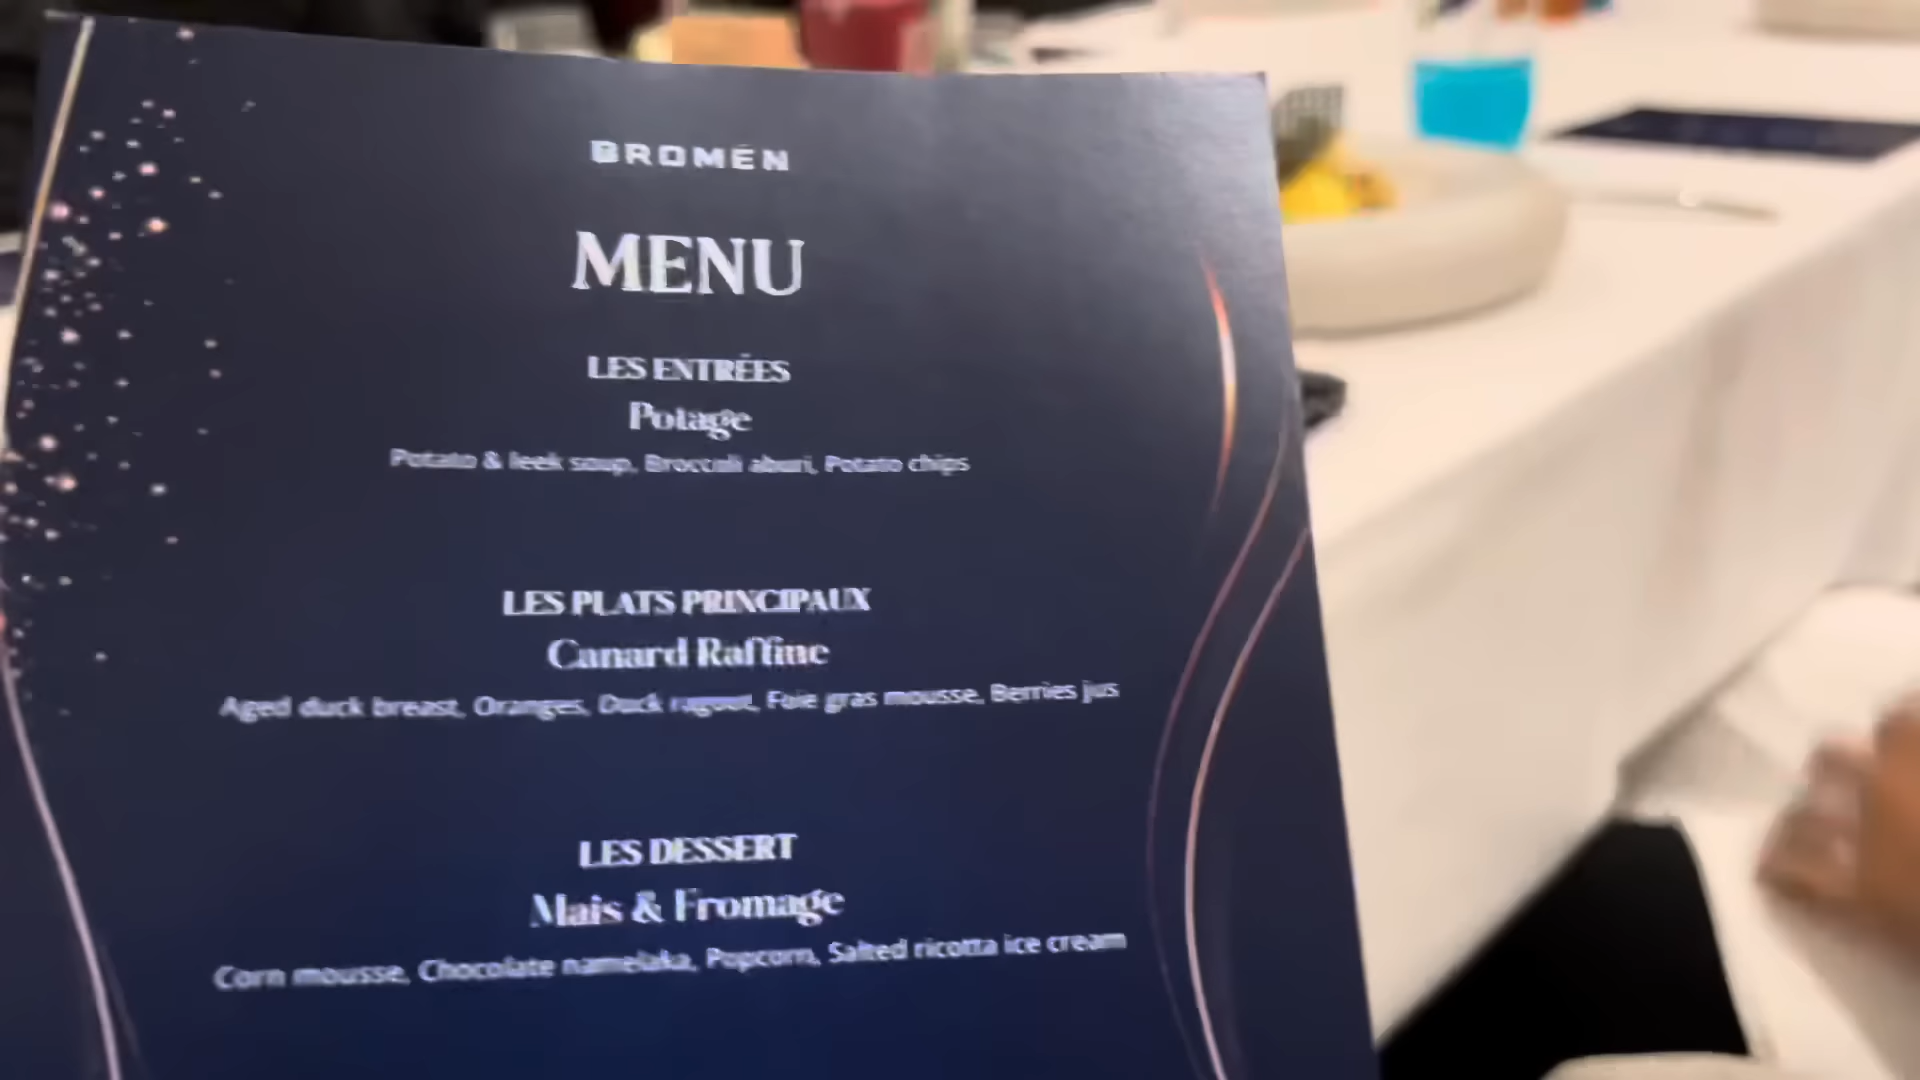 BROMÉN
MENU
LES ENTRÉES
Potage
Potato & leek soup, Broccoli aburi, Potato chips
LES PLATS PRINCIPAUX
Canard Raffine
Aged duck breast, Oranges, Duck ragout, Foie gras mousse, Berries jus
LES DESSERT
Mais & Fromage
Corn mousse, Chocolate namelaka, Popcorn, Salted ricotta ice cream